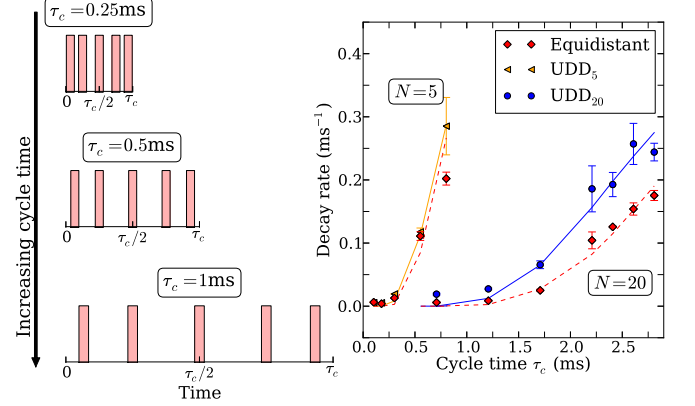 τc = 0.25ms
0
τc/2
τc
τc = 0.5ms
0
τc/2
τc
τc = 1ms
0
τc/2
τc
Time
Increasing cycle time
Equidistant
UDD5
UDD20
N = 5
N = 20
0.4
0.3
0.2
0.1
0.0
Decay rate (ms⁻¹)
0.0
0.5
1.0
1.5
2.0
2.5
Cycle time τc (ms)